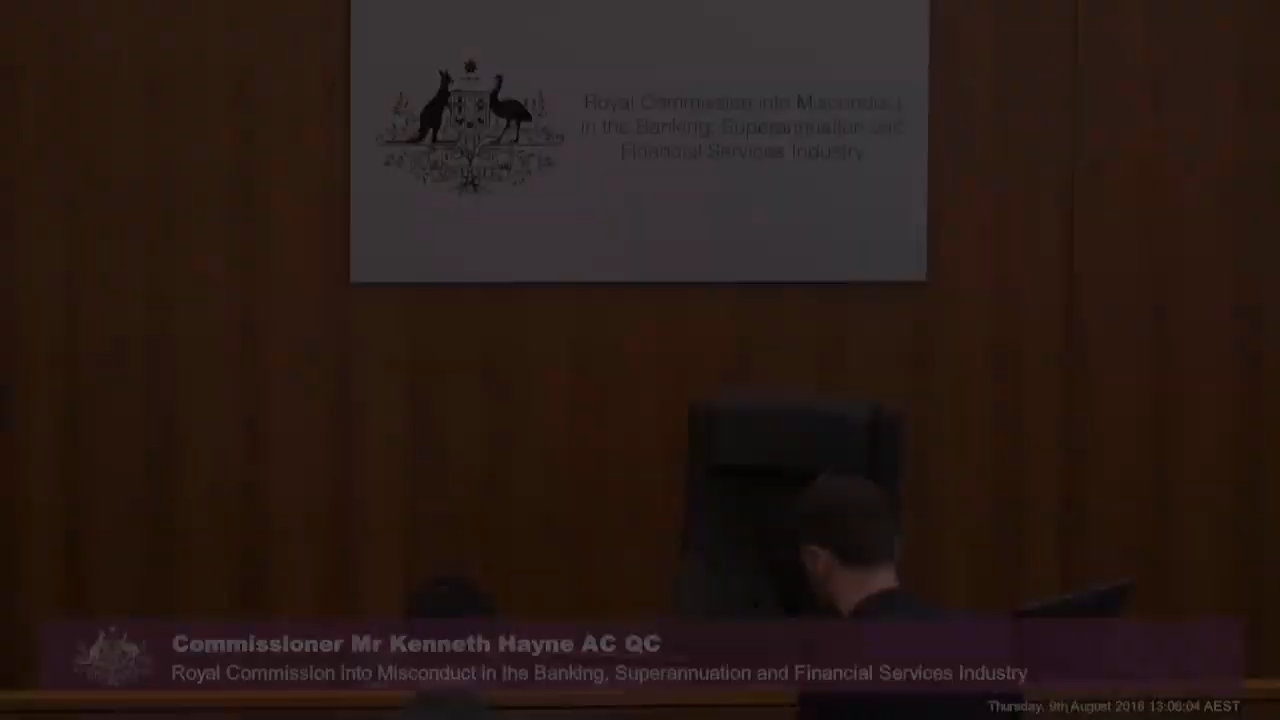 Royal Commission into Misconduct
in the Banking, Superannuation and
Financial Services Industry
Commissioner Mr Kenneth Hayne AC QC
Royal Commission into Misconduct in the Banking, Superannuation and Financial Services Industry
Thursday, 9th August 2018 13:06:04 AEST